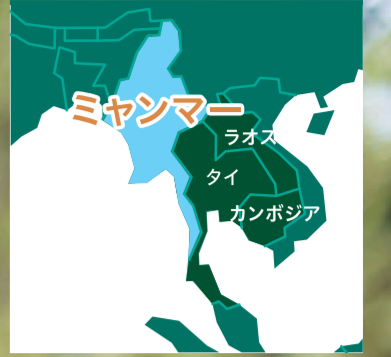 ミャンマー
ラオス
タイ
カンボジア